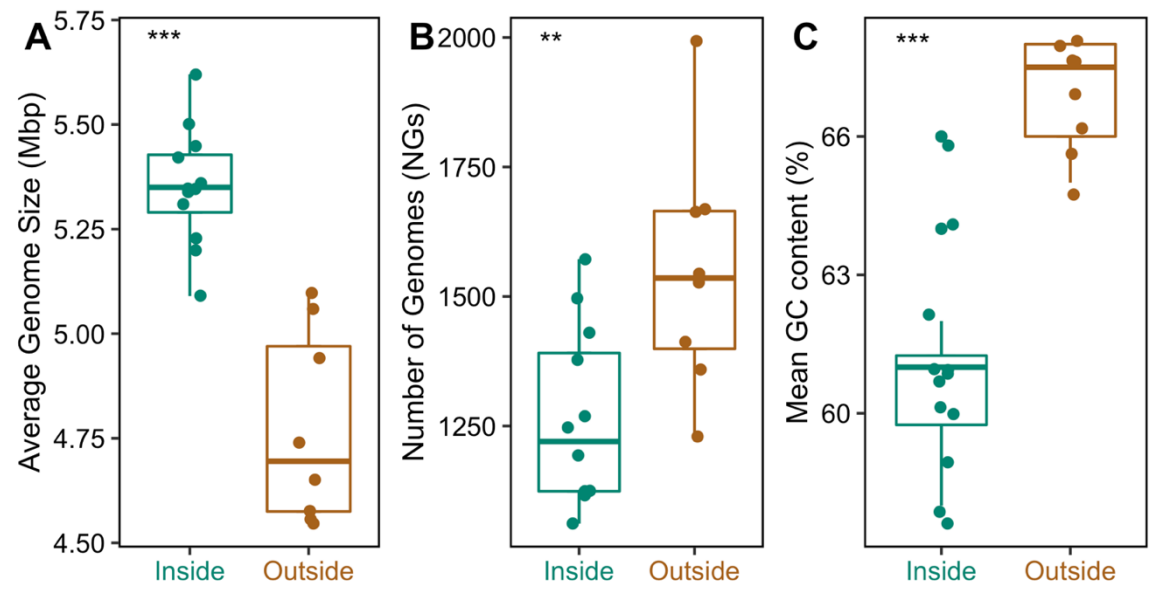 A
Average Genome Size (Mbp)
5.75
5.50
5.25
5.00
4.75
4.50
***
Inside
Outside
B
Number of Genomes (NGs)
2000
1750
1500
1250
**
Inside
Outside
C
Mean GC content (%)
66
63
60
***
Inside
Outside